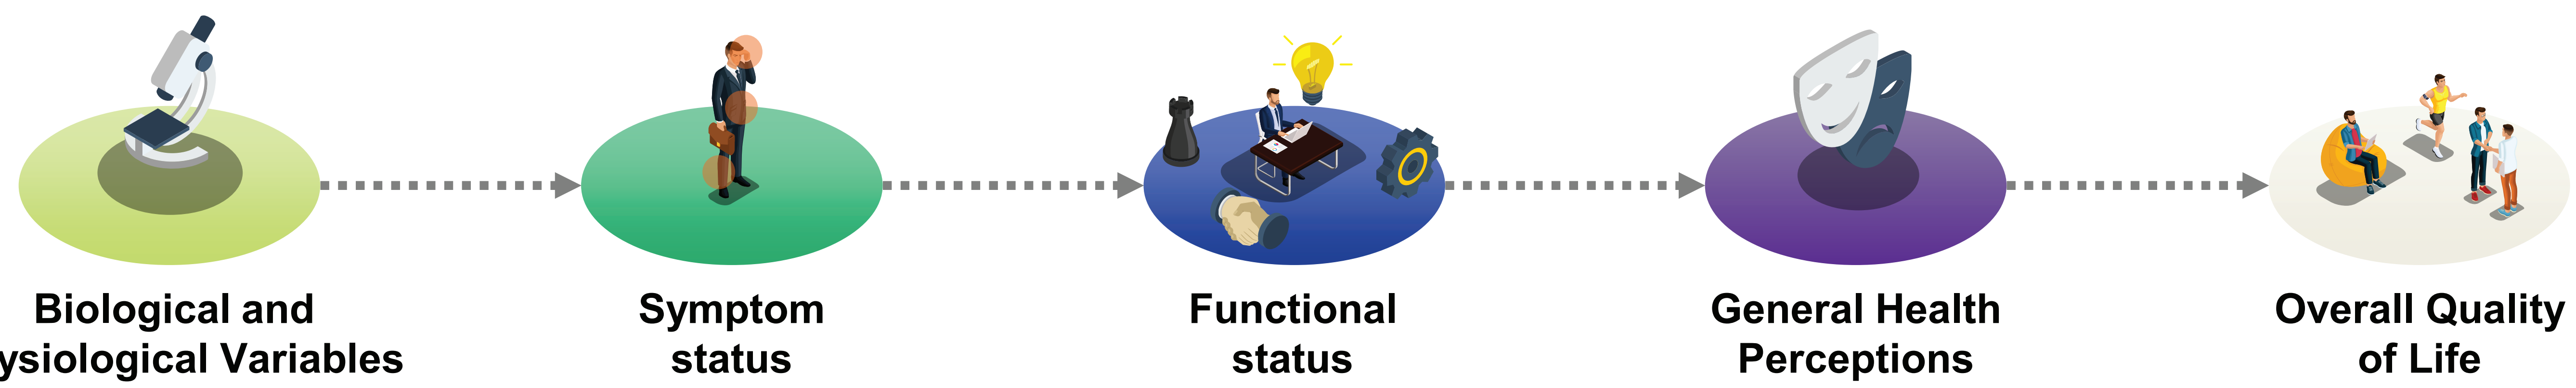 Biological and
ysiological Variables
Symptom
status
Functional
status
General Health
Perceptions
Overall Quality
of Life